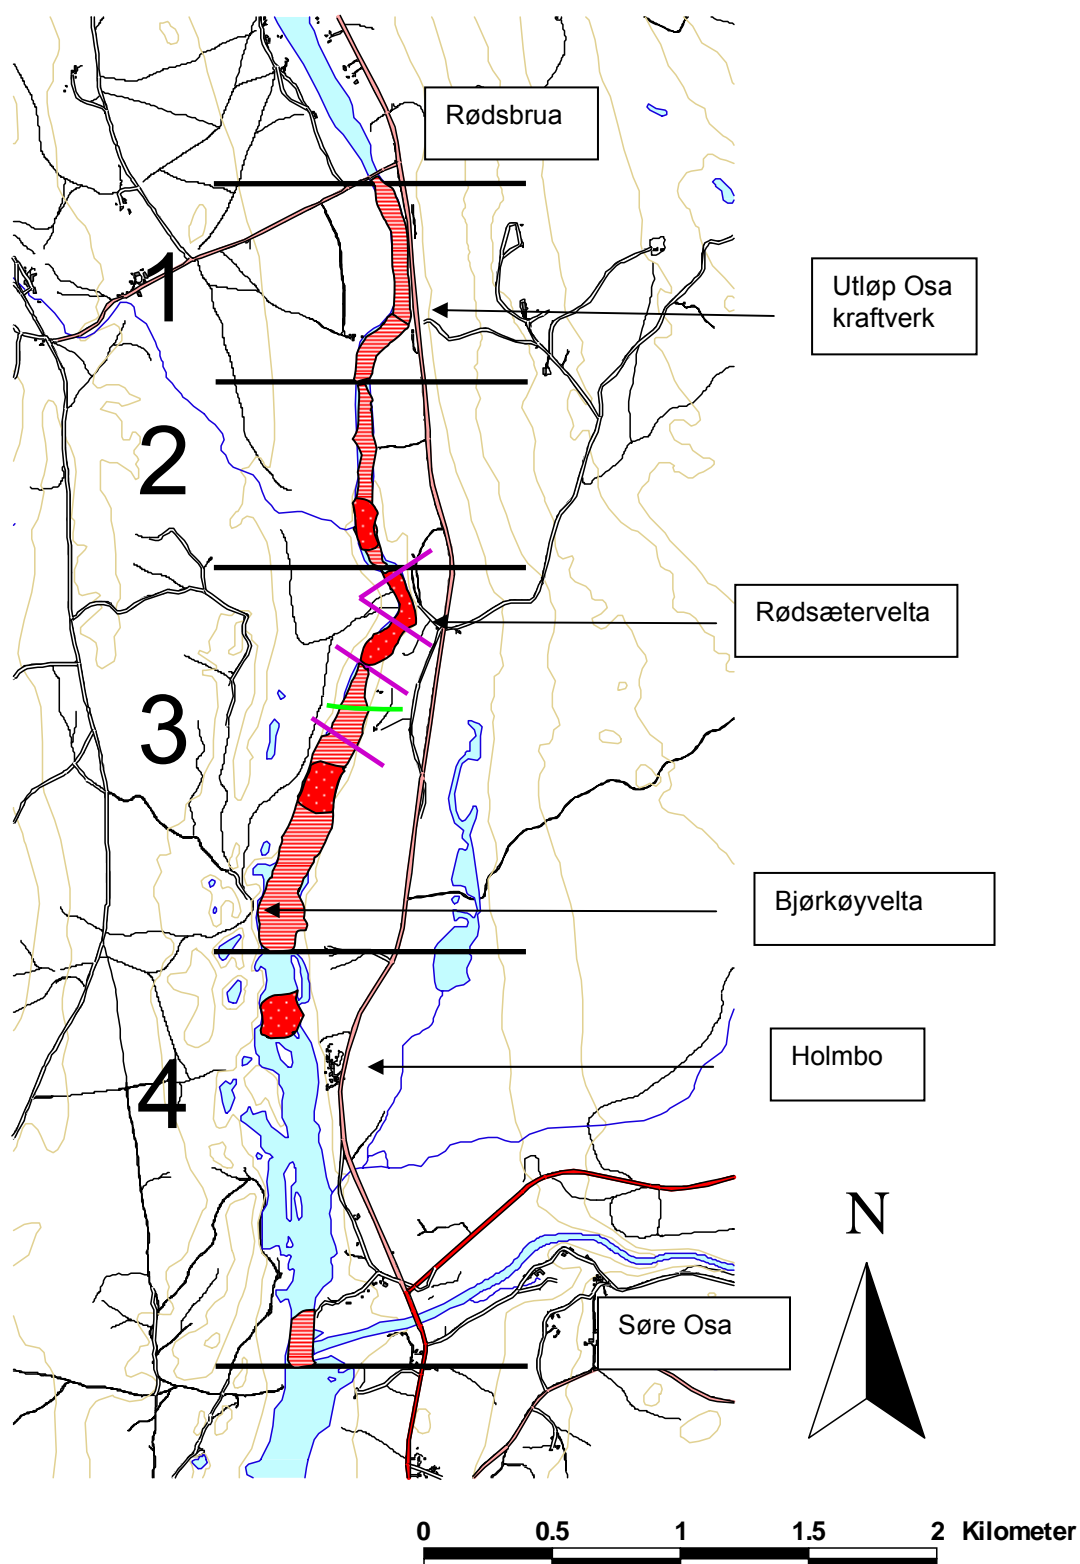 Rødsbrua
1
Utløp Osa
kraftverk
2
Rødsætervelta
3
Bjørkøyvelta
Holmbo
4
N
Søre Osa
0 0.5 1 1.5 2 Kilometer